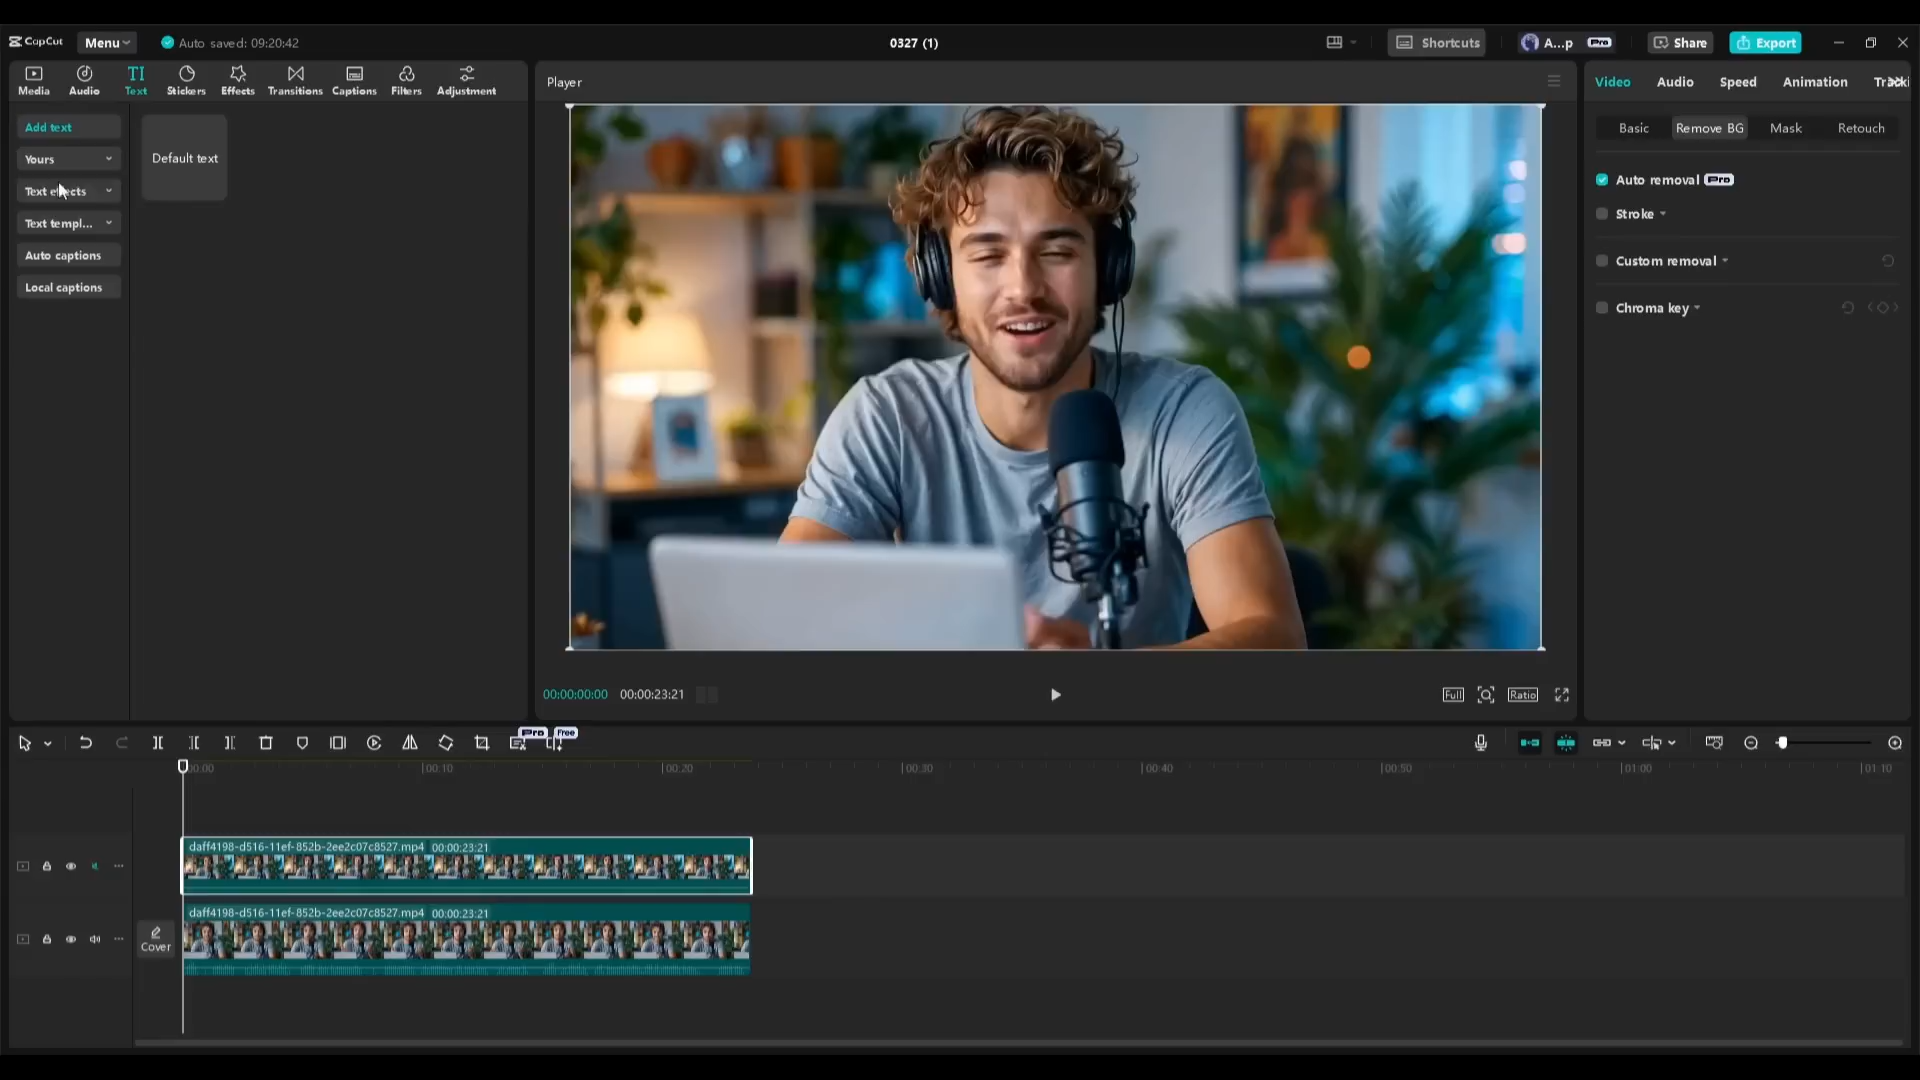 CapCut
Menu
Auto saved: 09:20:42
0327 (1)
Shortcuts
A...p
Pro
Share
Export
Media
Audio
TI
Text
Stickers
Effects
Transitions
Captions
Filters
Adjustment
Add text
Yours
Text effects
Text templ...
Auto captions
Local captions
Default text
Player
00:00:00:00
00:00:23:21
Full
Ratio
Video
Audio
Speed
Animation
Basic
Remove BG
Mask
Retouch
Auto removal Pro
Stroke
Custom removal
Chroma key
Pro
Free
00:00
00:10
00:20
00:30
00:40
00:50
01:00
01:10
daff4198-d516-11ef-852b-2ee2c07c8527.mp4 00:00:23:21
daff4198-d516-11ef-852b-2ee2c07c8527.mp4 00:00:23:21
Cover